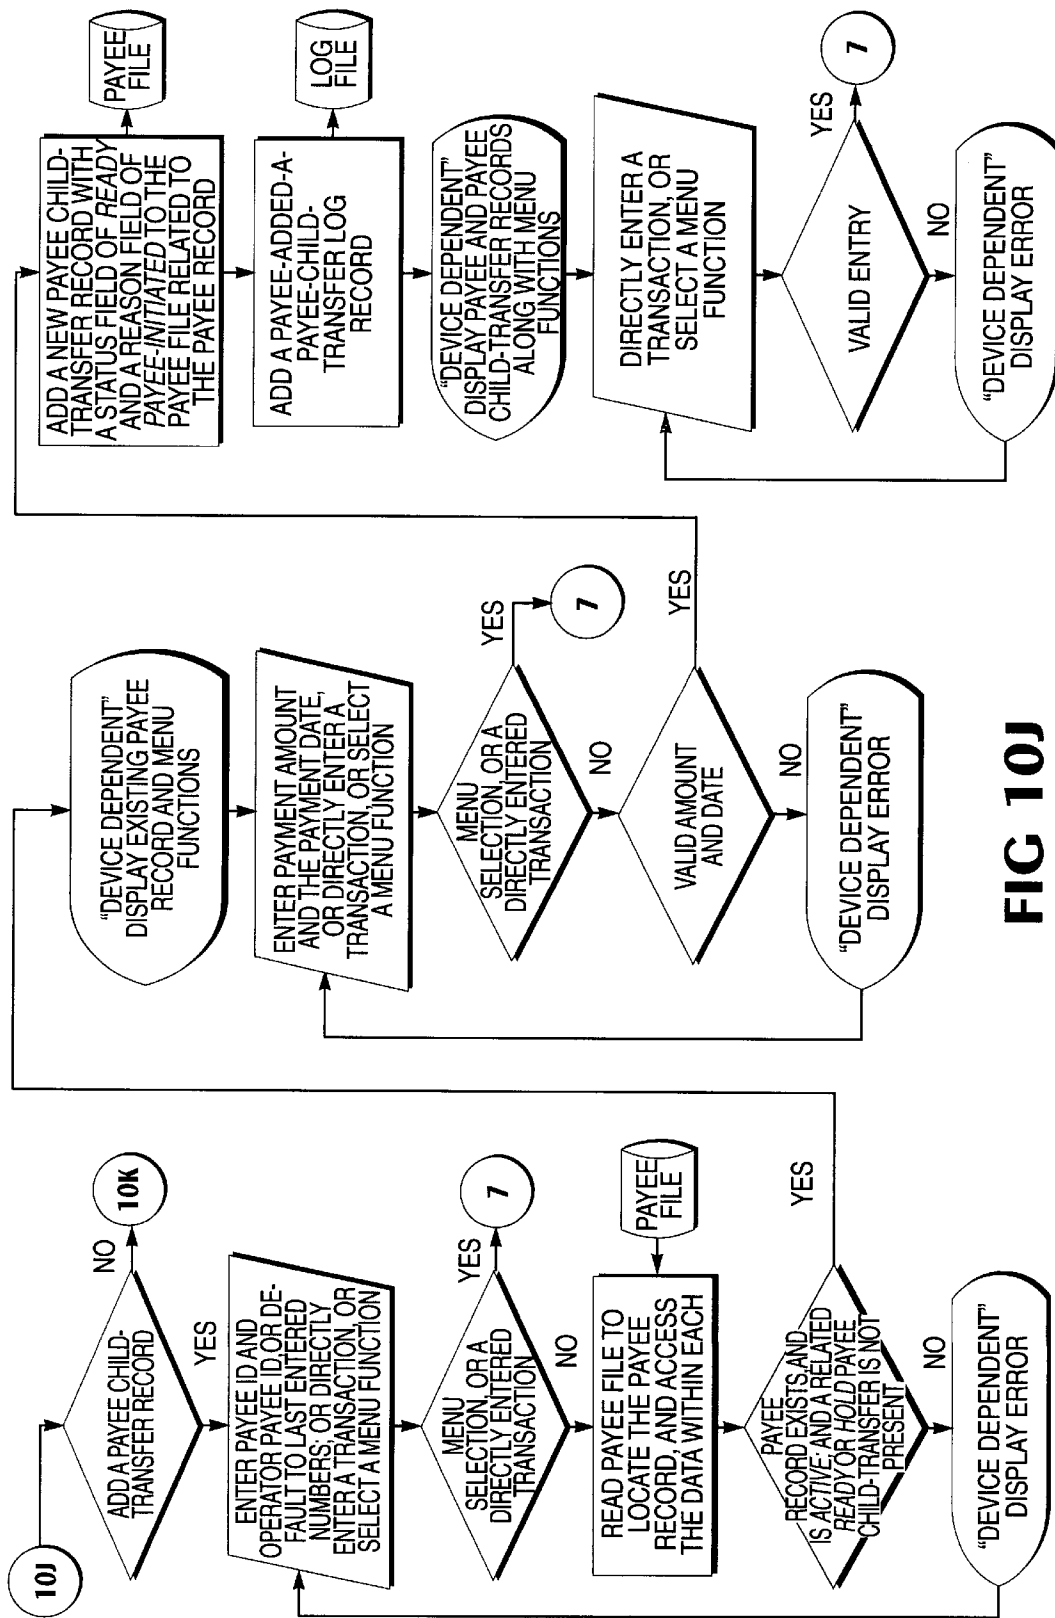 10J
ADD A PAYEE CHILD-
TRANSFER RECORD
NO
10K
YES
ENTER PAYEE ID AND
OPERATOR PAYEE ID, OR DE-
FAULT TO LAST ENTERED
NUMBERS; OR DIRECTLY
ENTER A TRANSACTION, OR
SELECT A MENU FUNCTION
MENU
SELECTION, OR A
DIRECTLY ENTERED
TRANSACTION
YES
7
NO
READ PAYEE FILE TO
LOCATE THE PAYEE
RECORD, AND ACCESS
THE DATA WITHIN EACH
PAYEE
FILE
PAYEE
RECORD EXISTS, AND
IS ACTIVE, AND A RELATED
READY OR HOLD PAYEE
CHILD-TRANSFER IS NOT
PRESENT
YES
NO
"DEVICE DEPENDENT"
DISPLAY ERROR
"DEVICE DEPENDENT"
DISPLAY EXISTING PAYEE
RECORD AND MENU
FUNCTIONS
ENTER PAYMENT AMOUNT
AND THE PAYMENT DATE,
OR DIRECTLY ENTER A
TRANSACTION, OR SELECT
A MENU FUNCTION
MENU
SELECTION, OR A
DIRECTLY ENTERED
TRANSACTION
YES
7
NO
VALID AMOUNT
AND DATE
YES
NO
"DEVICE DEPENDENT"
DISPLAY ERROR
ADD A NEW PAYEE CHILD-
TRANSFER RECORD WITH
A STATUS FIELD OF READY
AND A REASON FIELD OF
PAYEE-INITIATED TO THE
PAYEE FILE RELATED TO
THE PAYEE RECORD
PAYEE
FILE
ADD A PAYEE-ADDED-A-
PAYEE-CHILD-
TRANSFER LOG
RECORD
LOG
FILE
"DEVICE DEPENDENT"
DISPLAY PAYEE AND PAYEE
CHILD-TRANSFER RECORDS
ALONG WITH MENU
FUNCTIONS
DIRECTLY ENTER A
TRANSACTION, OR
SELECT A MENU
FUNCTION
VALID ENTRY
YES
7
NO
"DEVICE DEPENDENT"
DISPLAY ERROR
FIG 10J